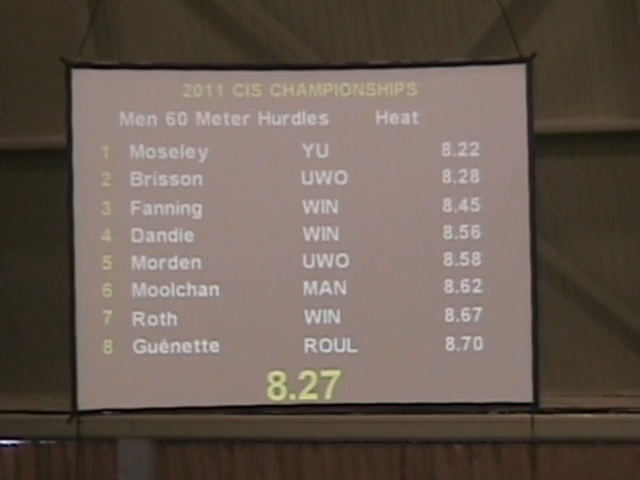 2011 CIS CHAMPIONSHIPS
Men 60 Meter Hurdles Heat
1 Moseley YU 8.22
2 Brisson UWO 8.28
3 Fanning WIN 8.45
4 Dandie WIN 8.56
5 Morden UWO 8.58
6 Moolchan MAN 8.62
7 Roth WIN 8.67
8 Guénette ROUL 8.70
8.27